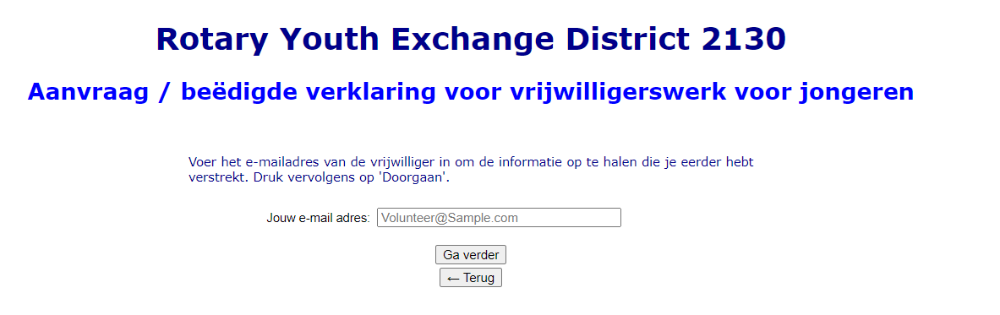 Rotary Youth Exchange District 2130
Aanvraag / beëdigde verklaring voor vrijwilligerswerk voor jongeren
Voer het e-mailadres van de vrijwilliger in om de informatie op te halen die je eerder hebt
verstrekt. Druk vervolgens op 'Doorgaan'.
Jouw e-mail adres: Volunteer@Sample.com
Ga verder
← Terug